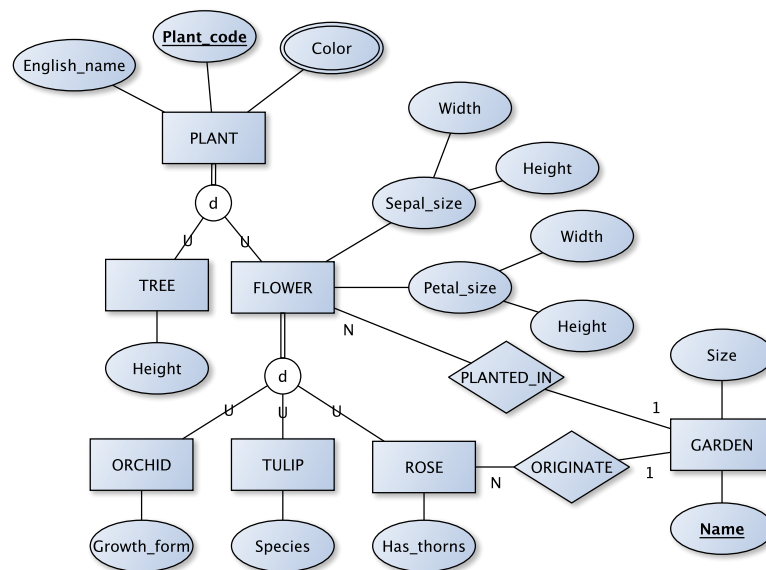 Plant_code
Color
English_name
PLANT
Width
Height
d
Sepal_size
U
U
Width
TREE
FLOWER
Petal_size
N
Height
Size
Height
d
PLANTED_IN
U
U
U
1
ORCHID
TULIP
ROSE
ORIGINATE
GARDEN
N
1
Growth_form
Species
Has_thorns
Name